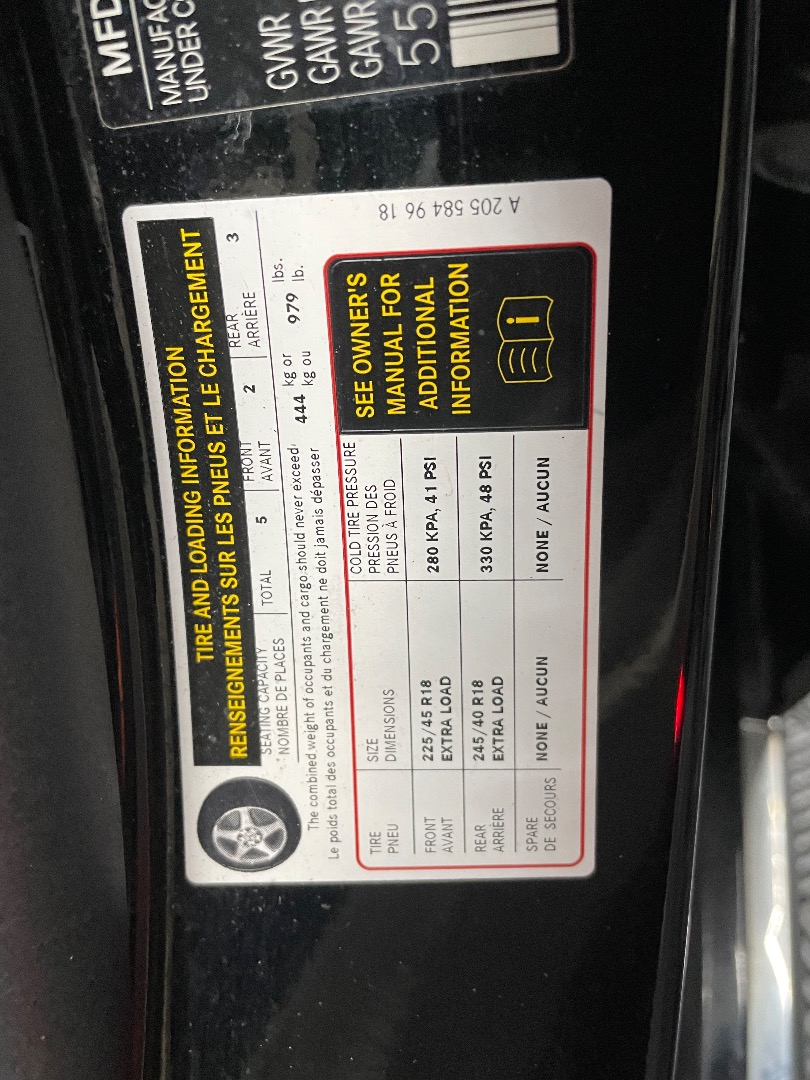 MFD
MANUFAC
UNDER C
GVWR
GAWR
GAWR
55
TIRE AND LOADING INFORMATION
RENSEIGNEMENTS SUR LES PNEUS ET LE CHARGEMENT
SEATING CAPACITY
NOMBRE DE PLACES
TOTAL 5
FRONT
AVANT
2
REAR
ARRIÈRE
3
The combined weight of occupants and cargo should never exceed
Le poids total des occupants et du chargement ne doit jamais dépasser
444
kg or
kg ou
979
lbs.
lb.
TIRE
PNEU
SIZE
DIMENSIONS
COLD TIRE PRESSURE
PRESSION DES
PNEUS À FROID
FRONT
AVANT
225/45 R18
EXTRA LOAD
280 KPA, 41 PSI
REAR
ARRIÈRE
245/40 R18
EXTRA LOAD
330 KPA, 48 PSI
SPARE
DE SECOURS
NONE / AUCUN
NONE / AUCUN
SEE OWNER'S
MANUAL FOR
ADDITIONAL
INFORMATION
i
A 205 584 96 18